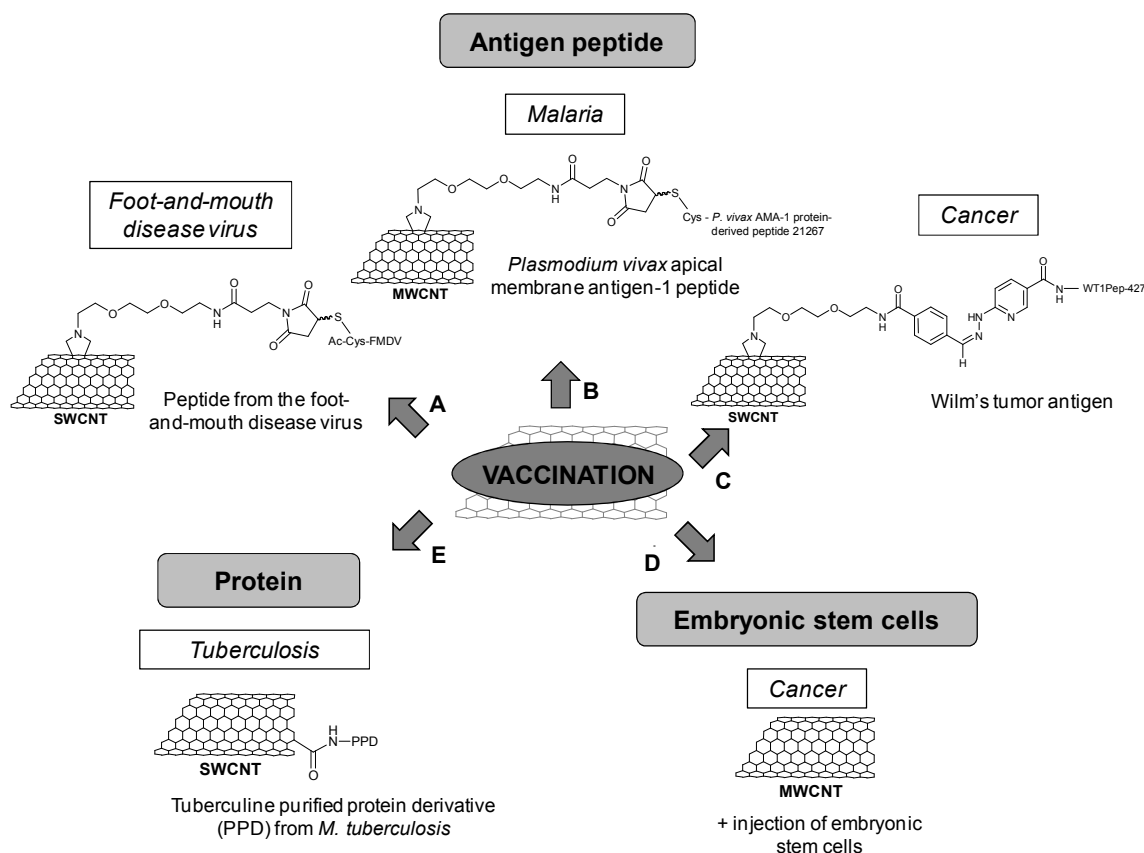 Antigen peptide
Malaria
O
O
N
H
N
O
O
N
O
S
Cys - P. vivax AMA-1 protein-
derived peptide 21267
MWCNT
Plasmodium vivax apical
membrane antigen-1 peptide
Foot-and-mouth
disease virus
O
O
N
H
N
O
O
N
O
S
Ac-Cys-FMDV
SWCNT
Peptide from the foot-
and-mouth disease virus
Cancer
N
O
O
H
N
O
H
N
HN
N
O
N
H
WT1Pep-427
SWCNT
Wilm's tumor antigen
A
B
C
VACCINATION
D
E
Protein
Tuberculosis
SWCNT
O
H
N
PPD
Tuberculine purified protein derivative
(PPD) from M. tuberculosis
Embryonic stem cells
Cancer
MWCNT
+ injection of embryonic
stem cells